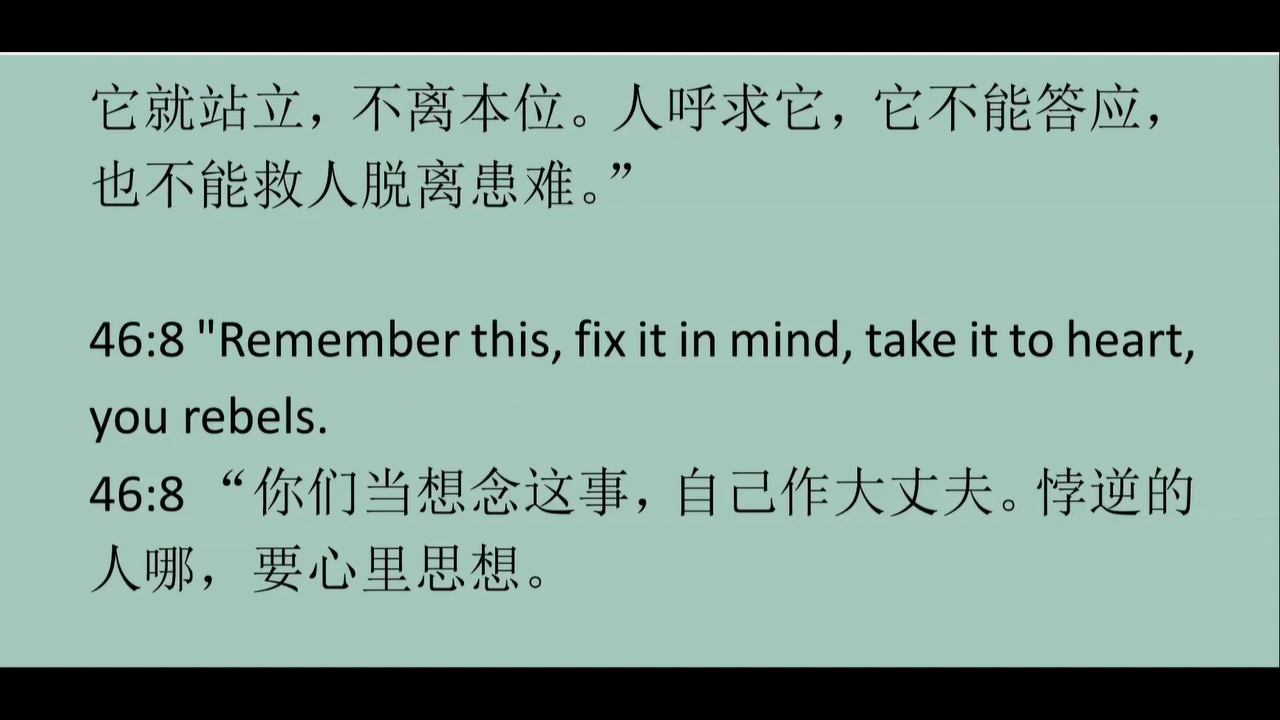 它就站立，不离本位。人呼求它，它不能答应，
也不能救人脱离患难。”
46:8 "Remember this, fix it in mind, take it to heart,
you rebels.
46:8 “你们当想念这事，自己作大丈夫。悖逆的
人哪，要心里思想。